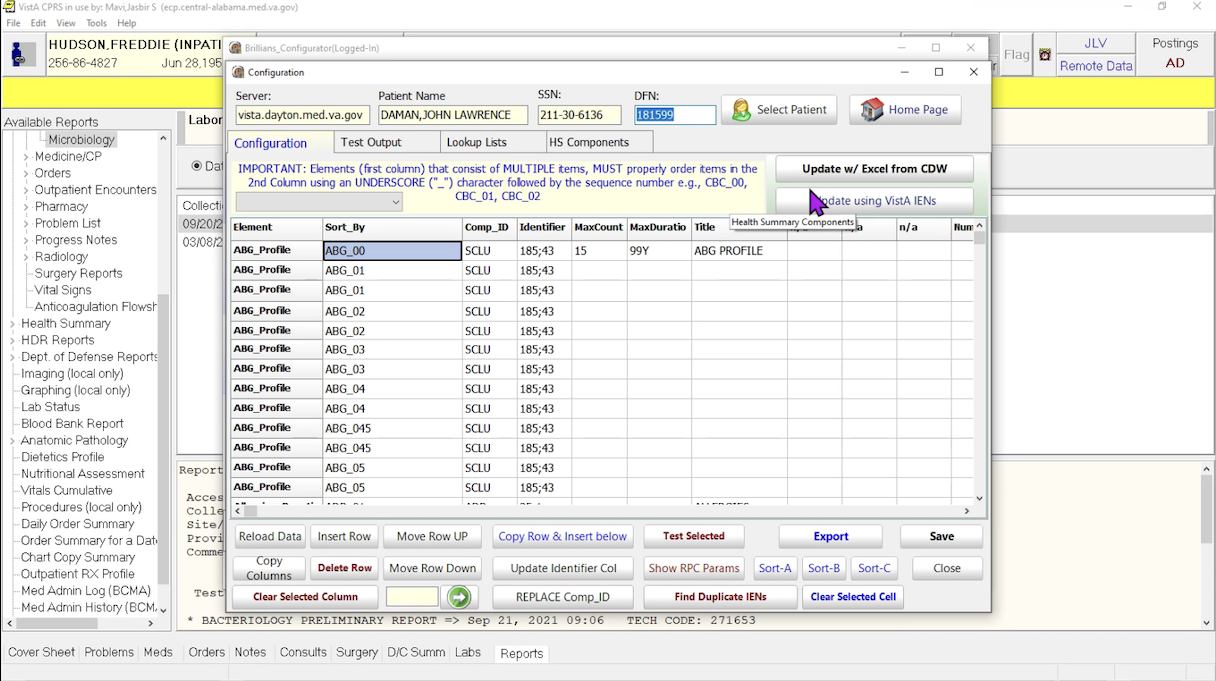 VistA CPRS in use by: Mavi,Jasbir S (ecp.central-alabama.med.va.gov)
File Edit View Tools Help
HUDSON,FREDDIE (INPATI
256-86-4827 Jun 28,195
Flag
JLV
Remote Data
Postings
AD
Available Reports
Microbiology
Medicine/CP
Orders
Outpatient Encounters
Pharmacy
Problem List
Progress Notes
Radiology
Surgery Reports
Vital Signs
Anticoagulation Flowsh
Health Summary
HDR Reports
Dept. of Defense Reports
Imaging (local only)
Graphing (local only)
Lab Status
Blood Bank Report
Anatomic Pathology
Dietetics Profile
Nutritional Assessment
Vitals Cumulative
Procedures (local only)
Daily Order Summary
Order Summary for a Date
Chart Copy Summary
Outpatient RX Profile
Med Admin Log (BCMA)
Med Admin History (BCMA
Labor
Dat
Collecti
09/20/2
03/08/2
Report
Acces
Colle
Site/
Provi
Comme
Test
* BACTERIOLOGY PRELIMINARY REPORT => Sep 21, 2021 09:06 TECH CODE: 271653
Brillians_Configurator(Logged-In)
Configuration
Server: Patient Name SSN: DFN:
vista.dayton.med.va.gov DAMAN,JOHN LAWRENCE 211-30-6136 181599 Select Patient Home Page
Configuration Test Output Lookup Lists HS Components
IMPORTANT: Elements (first column) that consist of MULTIPLE items, MUST properly order items in the
2nd Column using an UNDERSCORE ("_") character followed by the sequence number e.g., CBC_00,
CBC_01, CBC_02
Update w/ Excel from CDW
pdate using VistA IENs
Health Summary Components
Element Sort_By Comp_ID Identifier MaxCount MaxDuratio Title n/a Num
ABG_Profile ABG_00 SCLU 185;43 15 99Y ABG PROFILE
ABG_Profile ABG_01 SCLU 185;43
ABG_Profile ABG_01 SCLU 185;43
ABG_Profile ABG_02 SCLU 185;43
ABG_Profile ABG_02 SCLU 185;43
ABG_Profile ABG_03 SCLU 185;43
ABG_Profile ABG_03 SCLU 185;43
ABG_Profile ABG_04 SCLU 185;43
ABG_Profile ABG_04 SCLU 185;43
ABG_Profile ABG_045 SCLU 185;43
ABG_Profile ABG_045 SCLU 185;43
ABG_Profile ABG_05 SCLU 185;43
ABG_Profile ABG_05 SCLU 185;43
Reload Data Insert Row Move Row UP Copy Row & Insert below Test Selected Export Save
Copy
Columns
Delete Row Move Row Down Update Identifier Col Show RPC Params Sort-A Sort-B Sort-C Close
Clear Selected Column REPLACE Comp_ID Find Duplicate IENs Clear Selected Cell
Cover Sheet Problems Meds Orders Notes Consults Surgery D/C Summ Labs Reports